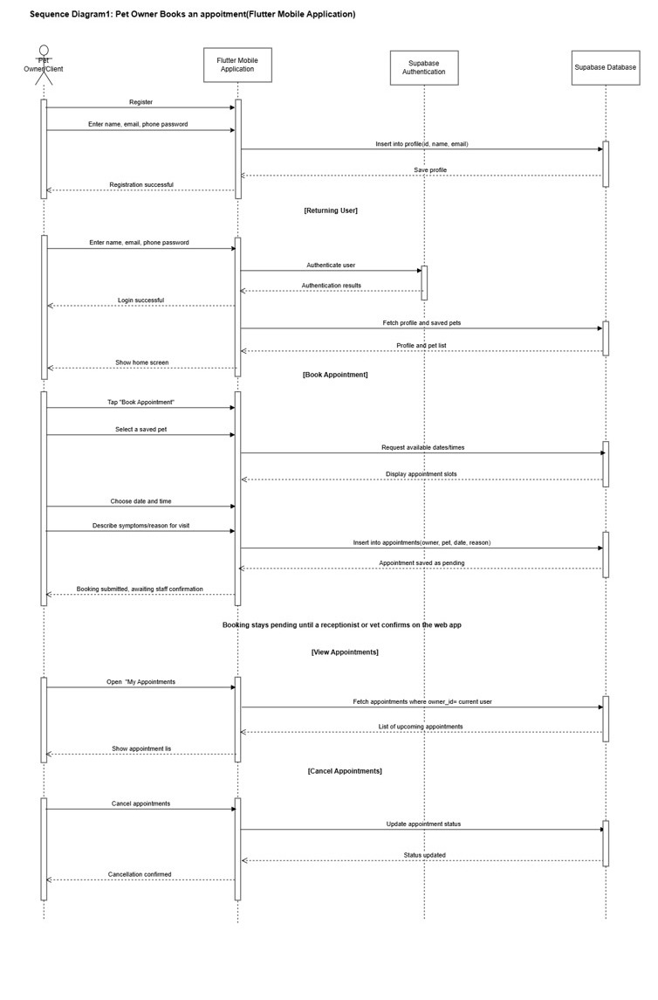 Sequence Diagram1: Pet Owner Books an appoitment(Flutter Mobile Application)
Pet
Owner/Client
Flutter Mobile
Application
Supabase
Authentication
Supabase Database
Register
Enter name, email, phone password
Insert into profile(id, name, email)
Save profile
Registration successful
[Returning User]
Enter name, email, phone password
Authenticate user
Authentication results
Login successful
Fetch profile and saved pets
Profile and pet list
Show home screen
[Book Appointment]
Tap "Book Appointment"
Select a saved pet
Request available dates/times
Display appointment slots
Choose date and time
Describe symptoms/reason for visit
Insert into appointments(owner, pet, date, reason)
Appointment saved as pending
Booking submitted, awaiting staff confirmation
Booking stays pending until a receptionist or vet confirms on the web app
[View Appointments]
Open "My Appointments
Fetch appointments where owner_id= current user
List of upcoming appointments
Show appointment lis
[Cancel Appointments]
Cancel appointments
Update appointment status
Status updated
Cancellation confirmed